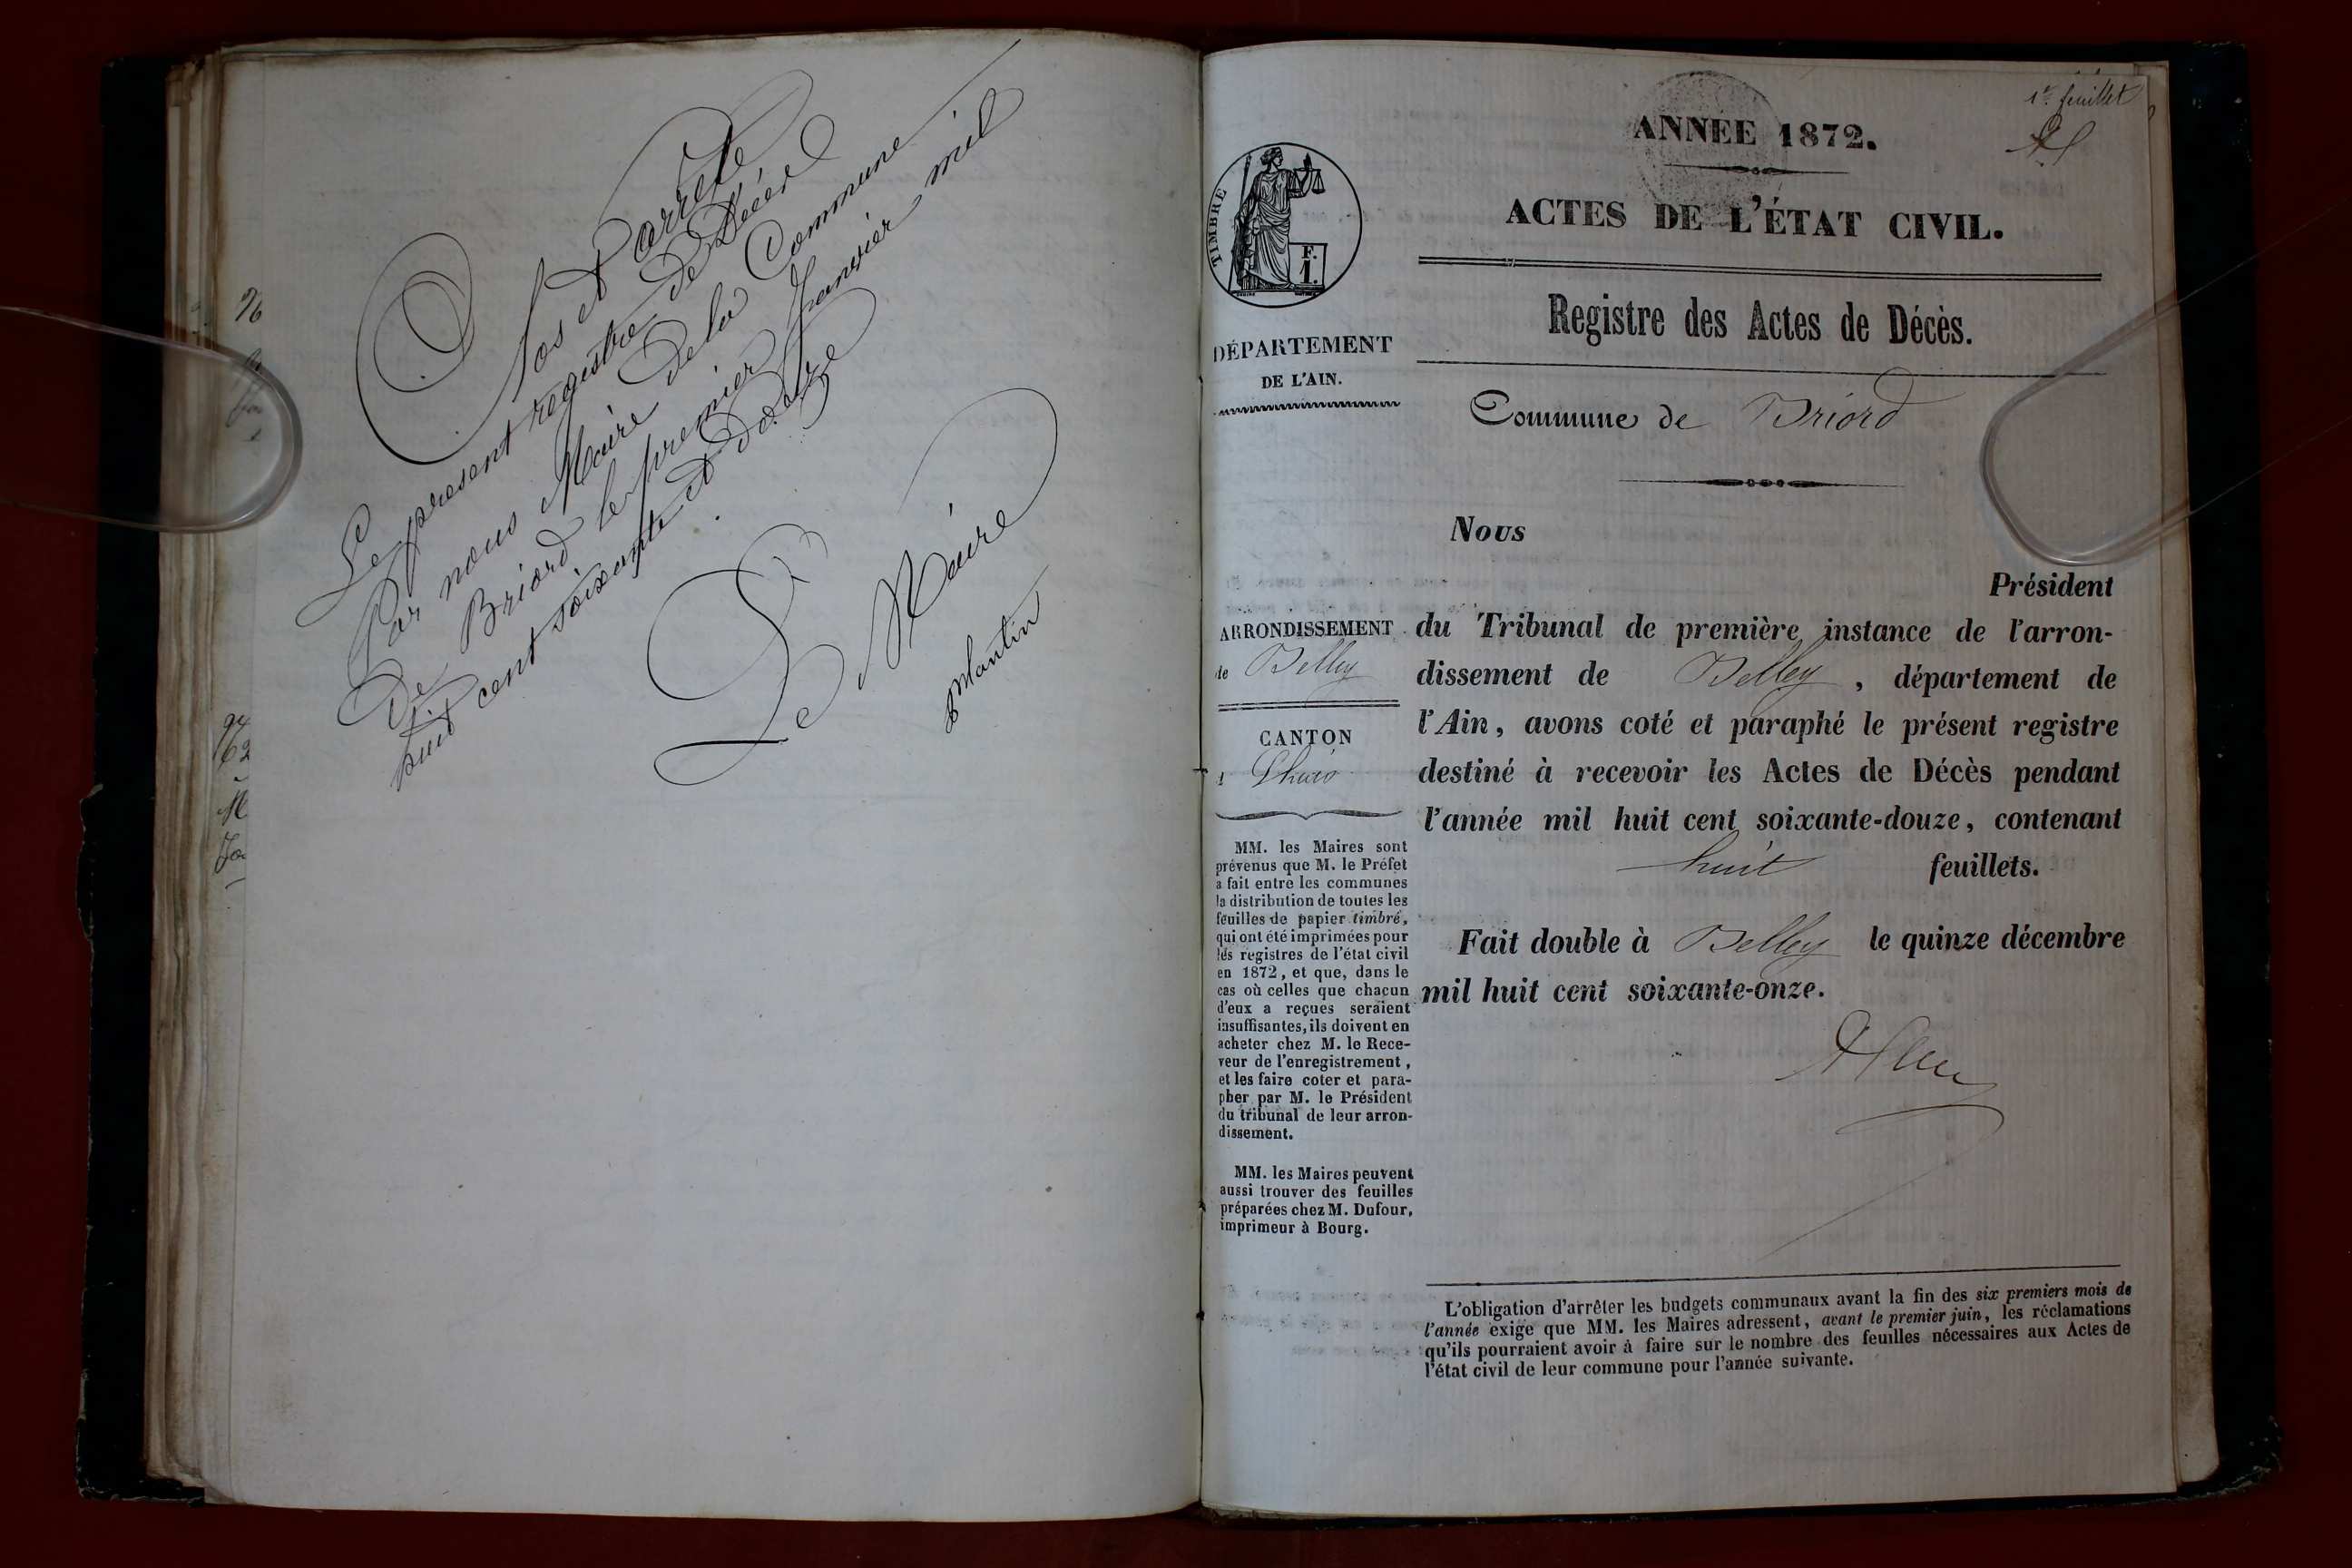 Clos et Arrêté
Le present registre de Décéd
Par nous Maire de la Commune
De Briord le premier Janvier mil
huit cent soixante et douze
Le Maire
Mantin
1er feuillet
ANNÉE 1872.
ACTES DE L'ÉTAT CIVIL.
Registre des Actes de Décès.
Commune de Briord
TIMBRE
F.
1.
DÉPARTEMENT
DE L'AIN.
ARRONDISSEMENT
de Belley
CANTON
MM. les Maires sont
prévenus que M. le Préfet
a fait entre les communes
la distribution de toutes les
feuilles de papier timbré,
qui ont été imprimées pour
les registres de l'état civil
en 1872, et que, dans le
cas où celles que chacun
d'eux a reçues seraient
insuffisantes, ils doivent en
acheter chez M. le Rece-
veur de l'enregistrement,
et les faire coter et para-
pher par M. le Président
du tribunal de leur arron-
dissement.
MM. les Maires peuvent
aussi trouver des feuilles
préparées chez M. Dufour,
imprimeur à Bourg.
Nous
Président
du Tribunal de première instance de l'arron-
dissement de Belley, département de
l'Ain, avons coté et paraphé le présent registre
destiné à recevoir les Actes de Décès pendant
l'année mil huit cent soixante-douze, contenant
huit feuillets.
Fait double à Belley le quinze décembre
mil huit cent soixante-onze.
L'obligation d'arrêter les budgets communaux avant la fin des six premiers mois de
l'année exige que MM. les Maires adressent, avant le premier juin, les réclamations
qu'ils pourraient avoir à faire sur le nombre des feuilles nécessaires aux Actes de
l'état civil de leur commune pour l'année suivante.